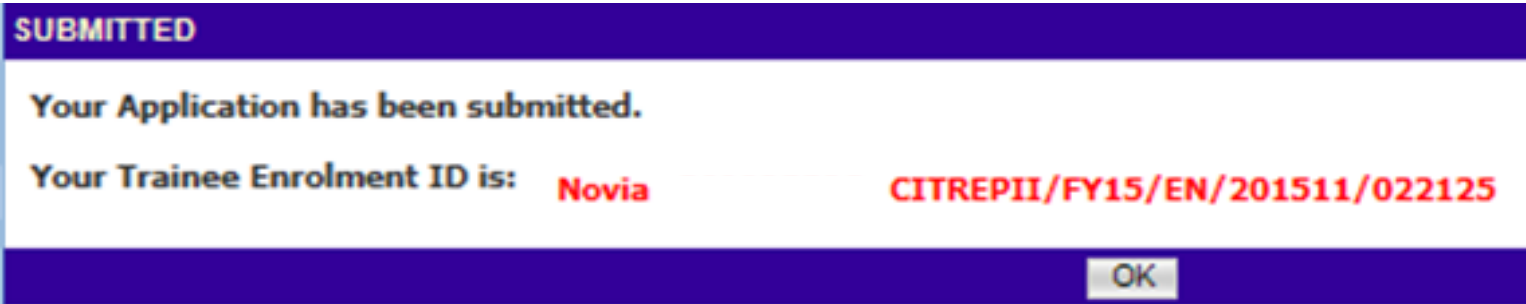 SUBMITTED
Your Application has been submitted.
Your Trainee Enrolment ID is: Novia CITREPII/FY15/EN/201511/022125
OK